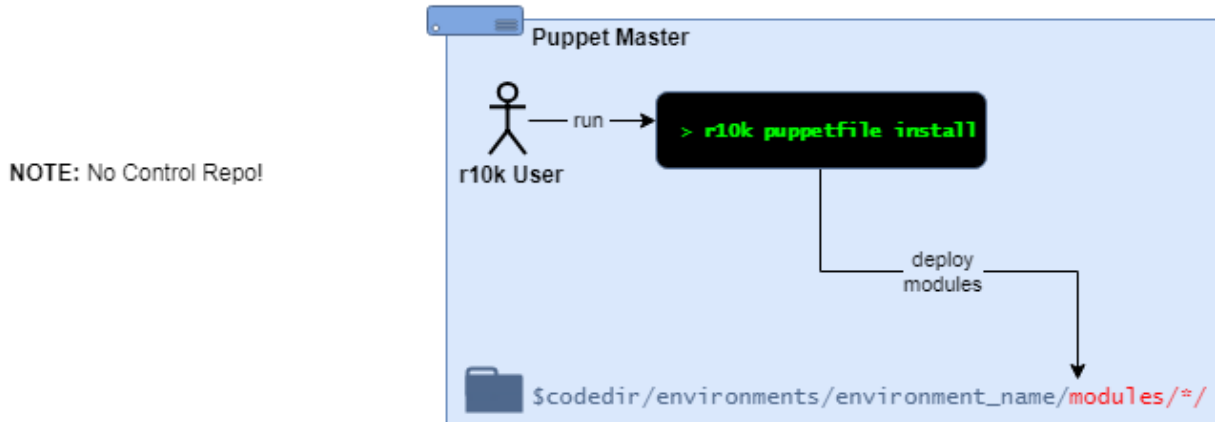 Puppet Master
run
> r10k puppetfile install
r10k User
NOTE: No Control Repo!
deploy
modules
$codedir/environments/environment_name/modules/*/